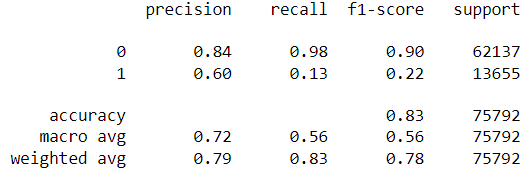 precision recall f1-score support
0 0.84 0.98 0.90 62137
1 0.60 0.13 0.22 13655
accuracy 0.83 75792
macro avg 0.72 0.56 0.56 75792
weighted avg 0.79 0.83 0.78 75792